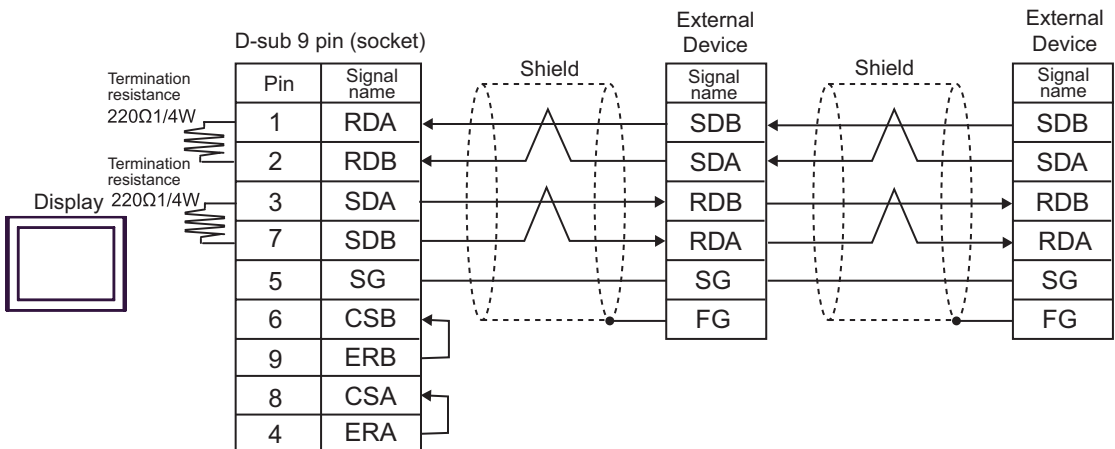 D-sub 9 pin (socket)
External
Device
External
Device
Shield
Shield
Termination
resistance
220Ω1/4W
Termination
resistance
220Ω1/4W
Display
Pin
Signal
name
1
RDA
2
RDB
3
SDA
7
SDB
5
SG
6
CSB
9
ERB
8
CSA
4
ERA
Signal
name
SDB
SDA
RDB
RDA
SG
FG
Signal
name
SDB
SDA
RDB
RDA
SG
FG